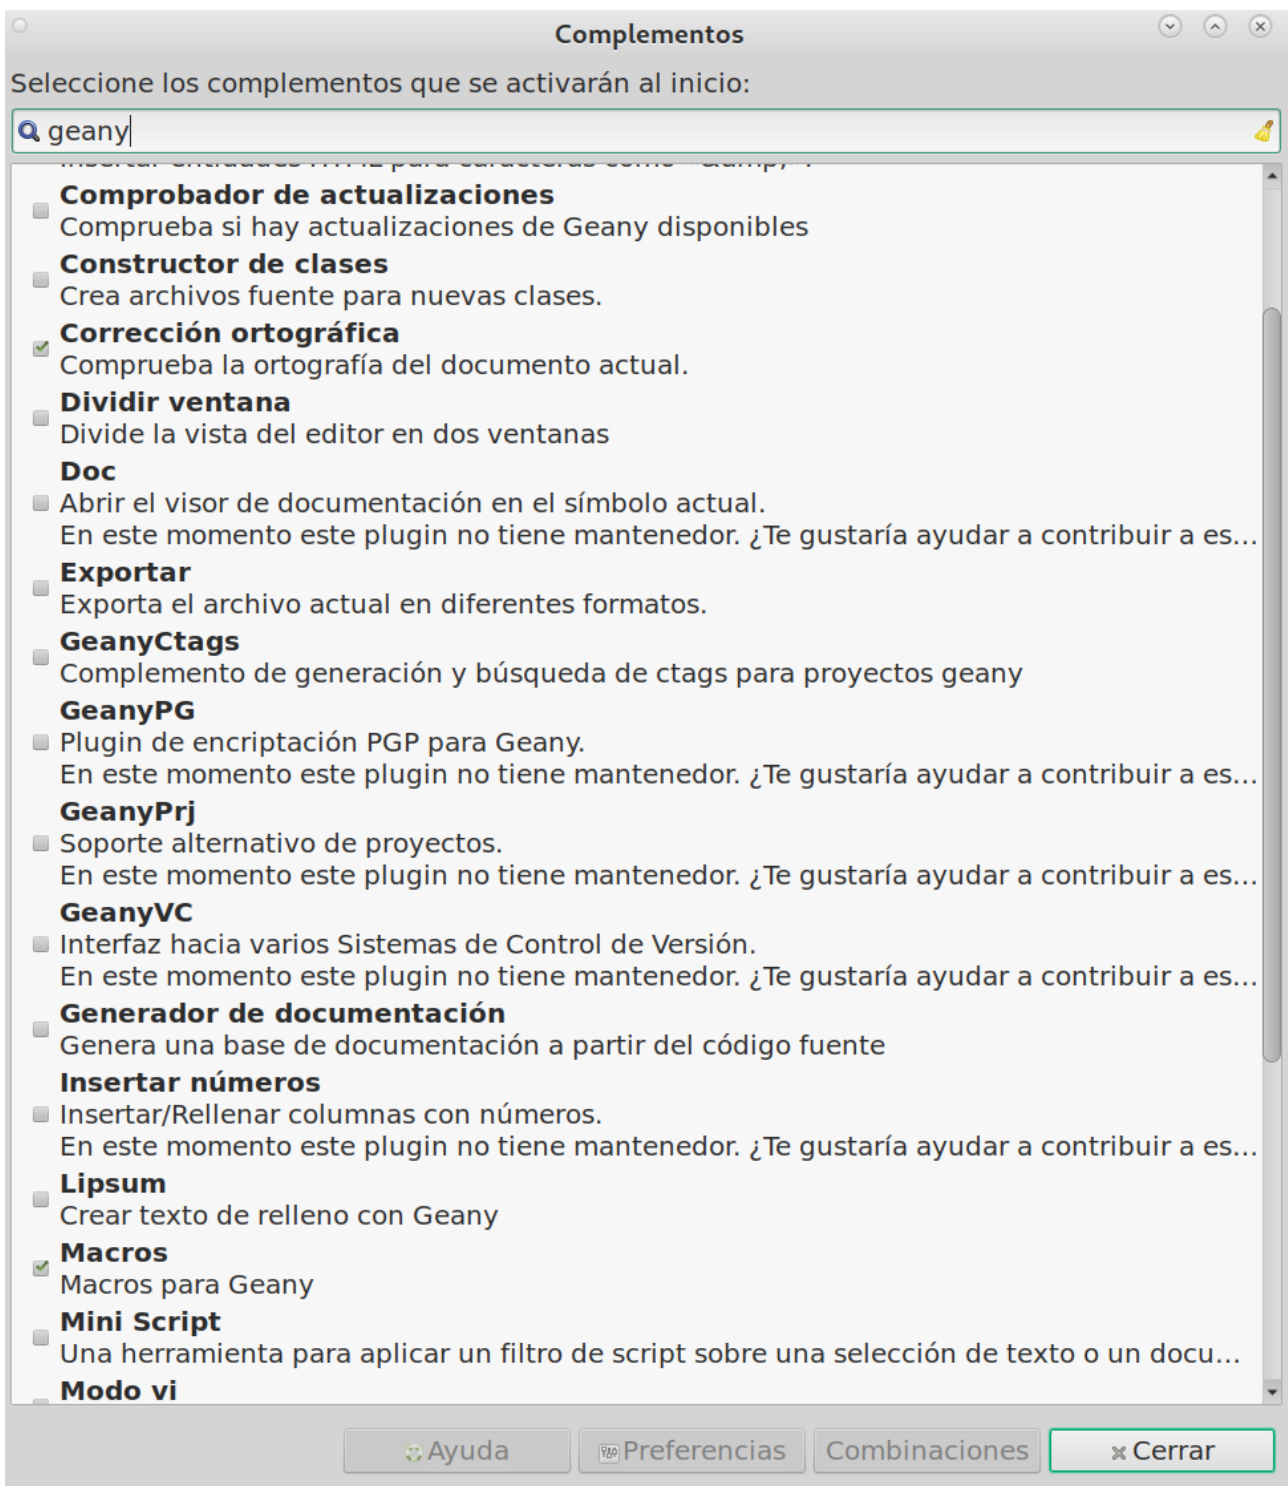 Complementos
Seleccione los complementos que se activarán al inicio:
geany
Insertar entidades HTML para caracteras como «&amp;».
Comprobador de actualizaciones
Comprueba si hay actualizaciones de Geany disponibles
Constructor de clases
Crea archivos fuente para nuevas clases.
Corrección ortográfica
Comprueba la ortografía del documento actual.
Dividir ventana
Divide la vista del editor en dos ventanas
Doc
Abrir el visor de documentación en el símbolo actual.
En este momento este plugin no tiene mantenedor. ¿Te gustaría ayudar a contribuir a es...
Exportar
Exporta el archivo actual en diferentes formatos.
GeanyCtags
Complemento de generación y búsqueda de ctags para proyectos geany
GeanyPG
Plugin de encriptación PGP para Geany.
En este momento este plugin no tiene mantenedor. ¿Te gustaría ayudar a contribuir a es...
GeanyPrj
Soporte alternativo de proyectos.
En este momento este plugin no tiene mantenedor. ¿Te gustaría ayudar a contribuir a es...
GeanyVC
Interfaz hacia varios Sistemas de Control de Versión.
En este momento este plugin no tiene mantenedor. ¿Te gustaría ayudar a contribuir a es...
Generador de documentación
Genera una base de documentación a partir del código fuente
Insertar números
Insertar/Rellenar columnas con números.
En este momento este plugin no tiene mantenedor. ¿Te gustaría ayudar a contribuir a es...
Lipsum
Crear texto de relleno con Geany
Macros
Macros para Geany
Mini Script
Una herramienta para aplicar un filtro de script sobre una selección de texto o un docu...
Modo vi
Ayuda
Preferencias
Combinaciones
Cerrar